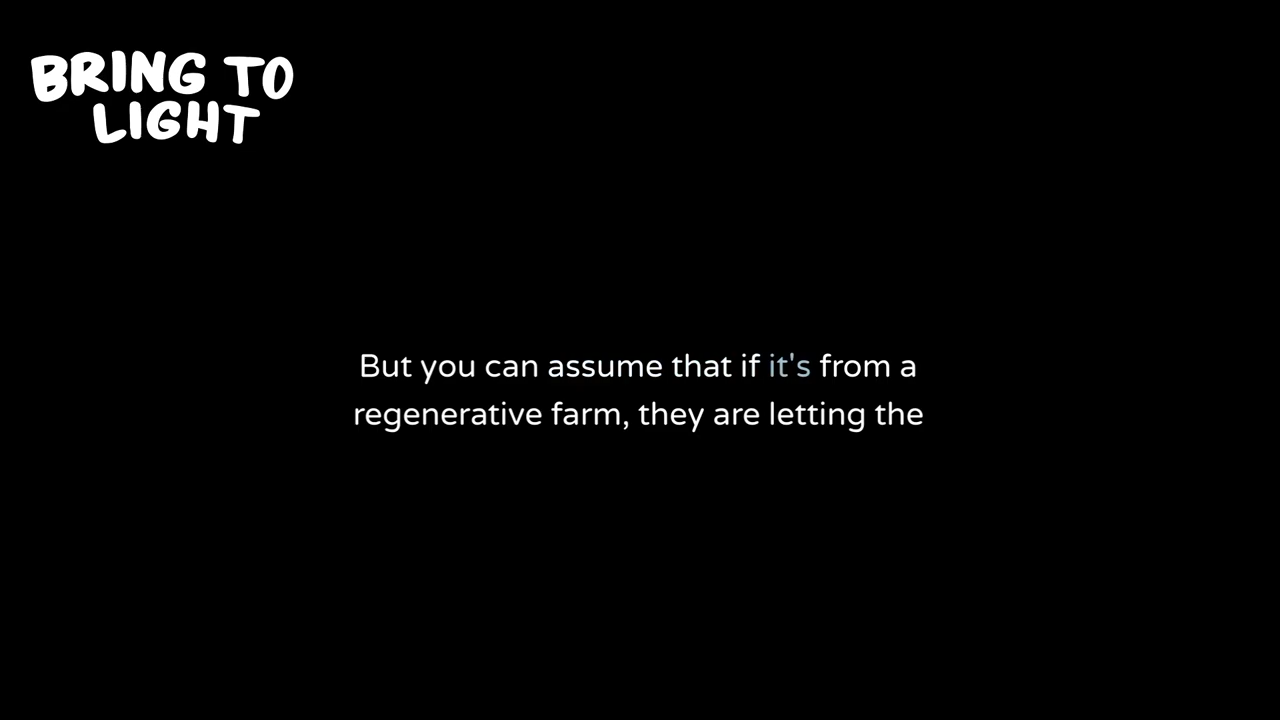 BRING TO
LIGHT
But you can assume that if it's from a
regenerative farm, they are letting the